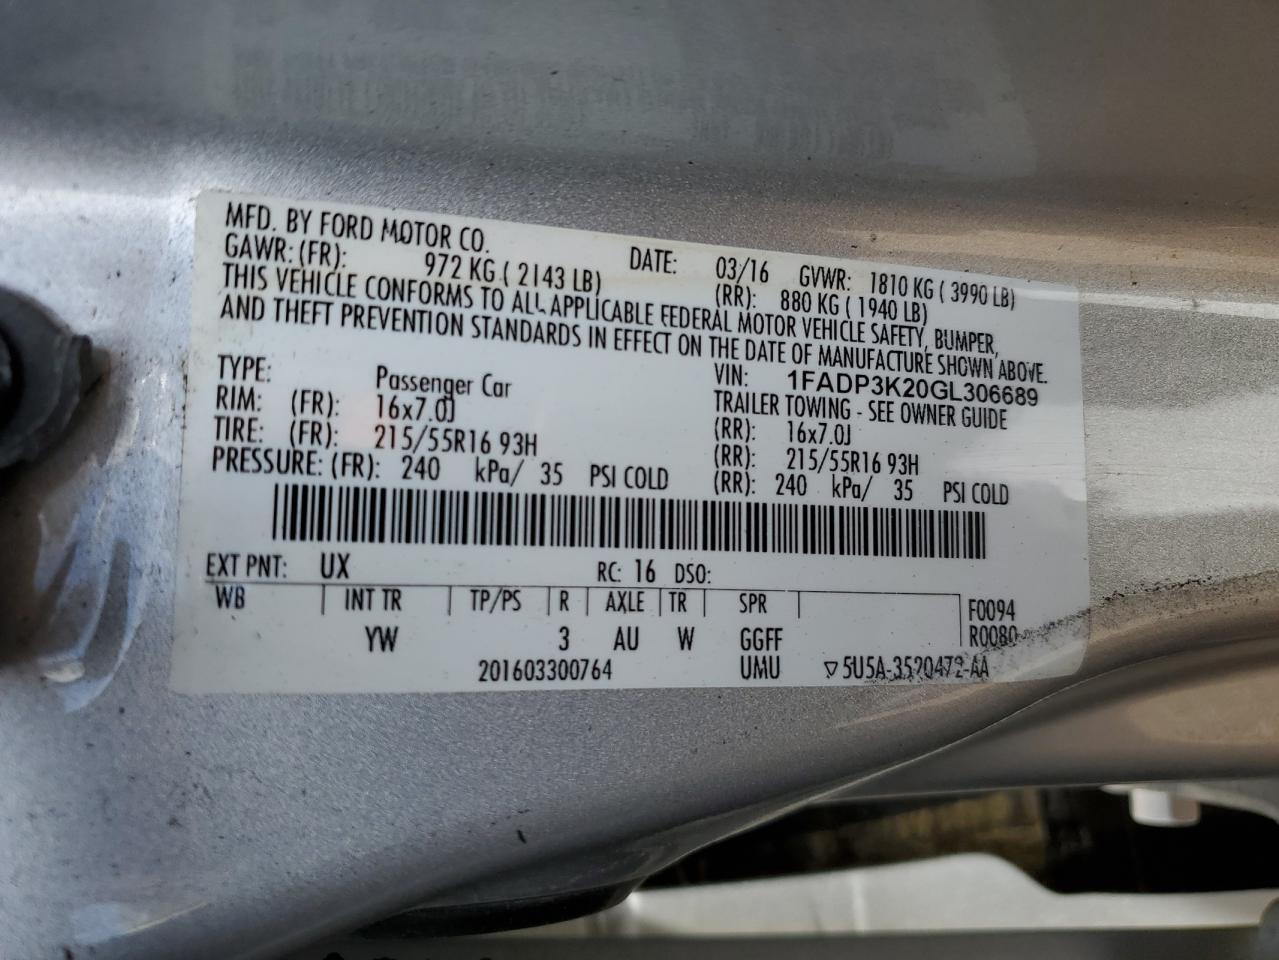 MFD. BY FORD MOTOR CO.
DATE: 03/16 GVWR: 1810 KG ( 3990 LB)
GAWR: (FR): 972 KG ( 2143 LB) (RR): 880 KG ( 1940 LB)
THIS VEHICLE CONFORMS TO ALL APPLICABLE FEDERAL MOTOR VEHICLE SAFETY, BUMPER,
AND THEFT PREVENTION STANDARDS IN EFFECT ON THE DATE OF MANUFACTURE SHOWN ABOVE.
VIN: 1FADP3K20GL306689
TYPE: Passenger Car TRAILER TOWING - SEE OWNER GUIDE
RIM: (FR): 16x7.0J (RR): 16x7.0J
TIRE: (FR): 215/55R16 93H (RR): 215/55R16 93H
PRESSURE: (FR): 240 kPa/ 35 PSI COLD (RR): 240 kPa/ 35 PSI COLD
EXT PNT: UX RC: 16 DSO:
WB INT TR TP/PS R AXLE TR SPR F0094
YW 3 AU W GGFF R0080
201603300764 UMU ▽5U5A-3520472-AA